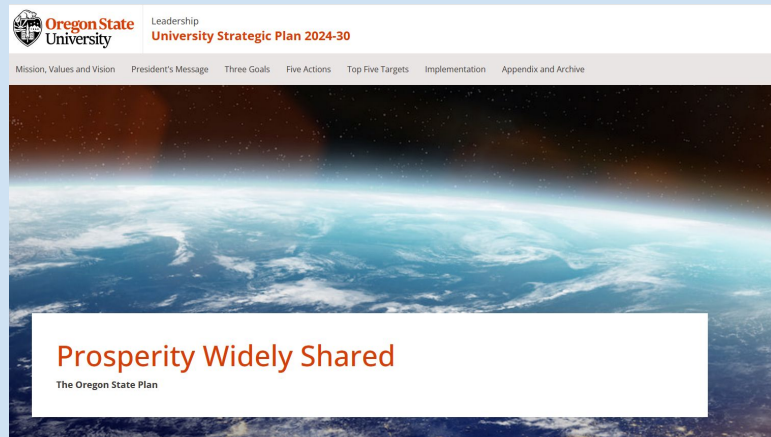 Oregon State
University
Leadership
University Strategic Plan 2024-30
Mission, Values and Vision President's Message Three Goals Five Actions Top Five Targets Implementation Appendix and Archive
Prosperity Widely Shared
The Oregon State Plan